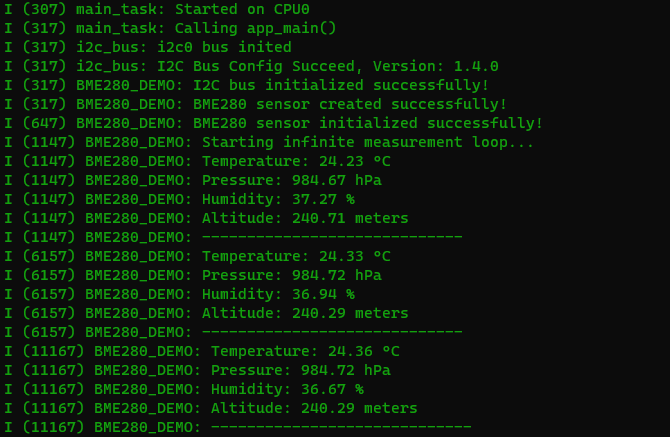 I (307) main_task: Started on CPU0
I (317) main_task: Calling app_main()
I (317) i2c_bus: i2c0 bus inited
I (317) i2c_bus: I2C Bus Config Succeed, Version: 1.4.0
I (317) BME280_DEMO: I2C bus initialized successfully!
I (317) BME280_DEMO: BME280 sensor created successfully!
I (647) BME280_DEMO: BME280 sensor initialized successfully!
I (1147) BME280_DEMO: Starting infinite measurement loop...
I (1147) BME280_DEMO: Temperature: 24.23 °C
I (1147) BME280_DEMO: Pressure: 984.67 hPa
I (1147) BME280_DEMO: Humidity: 37.27 %
I (1147) BME280_DEMO: Altitude: 240.71 meters
I (1147) BME280_DEMO: -----------------------------
I (6157) BME280_DEMO: Temperature: 24.33 °C
I (6157) BME280_DEMO: Pressure: 984.72 hPa
I (6157) BME280_DEMO: Humidity: 36.94 %
I (6157) BME280_DEMO: Altitude: 240.29 meters
I (6157) BME280_DEMO: -----------------------------
I (11167) BME280_DEMO: Temperature: 24.36 °C
I (11167) BME280_DEMO: Pressure: 984.72 hPa
I (11167) BME280_DEMO: Humidity: 36.67 %
I (11167) BME280_DEMO: Altitude: 240.29 meters
I (11167) BME280_DEMO: -----------------------------